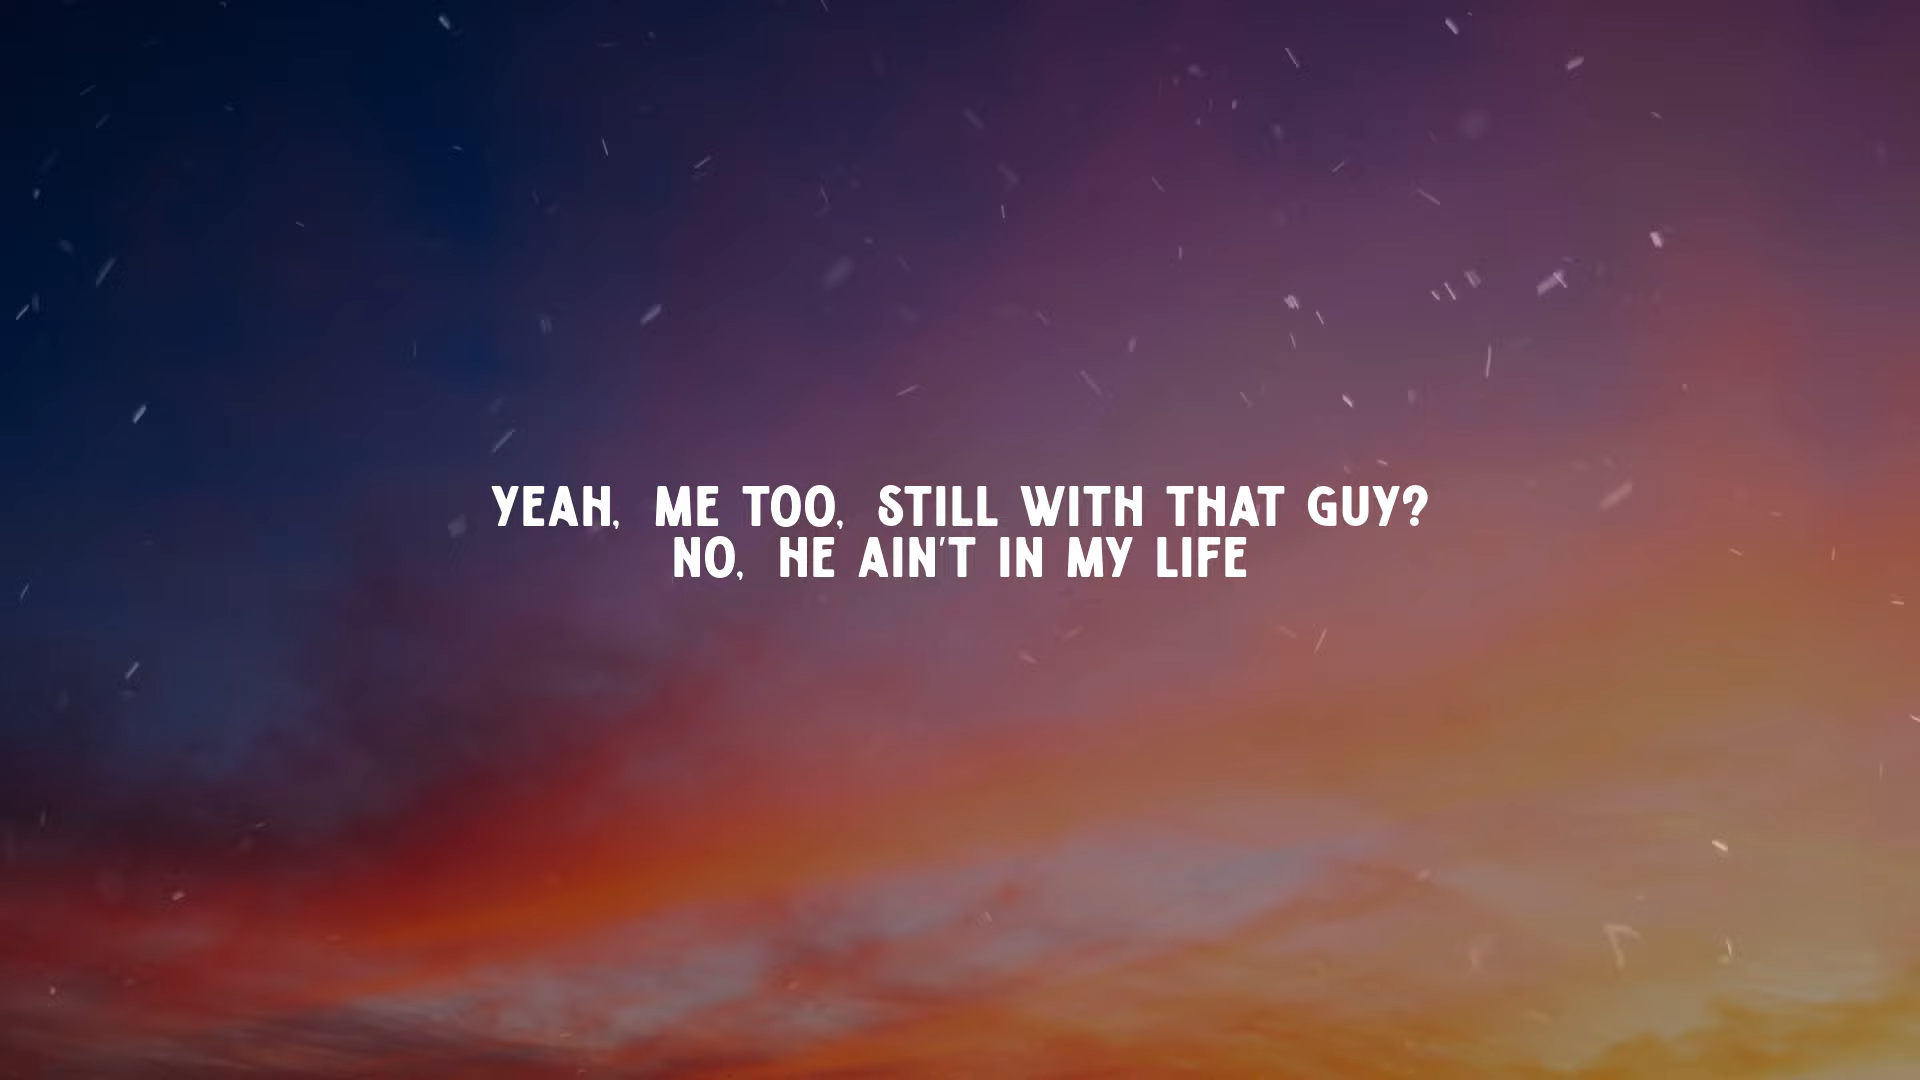 YEAH, ME TOO, STILL WITH THAT GUY?
NO, HE AIN'T IN MY LIFE